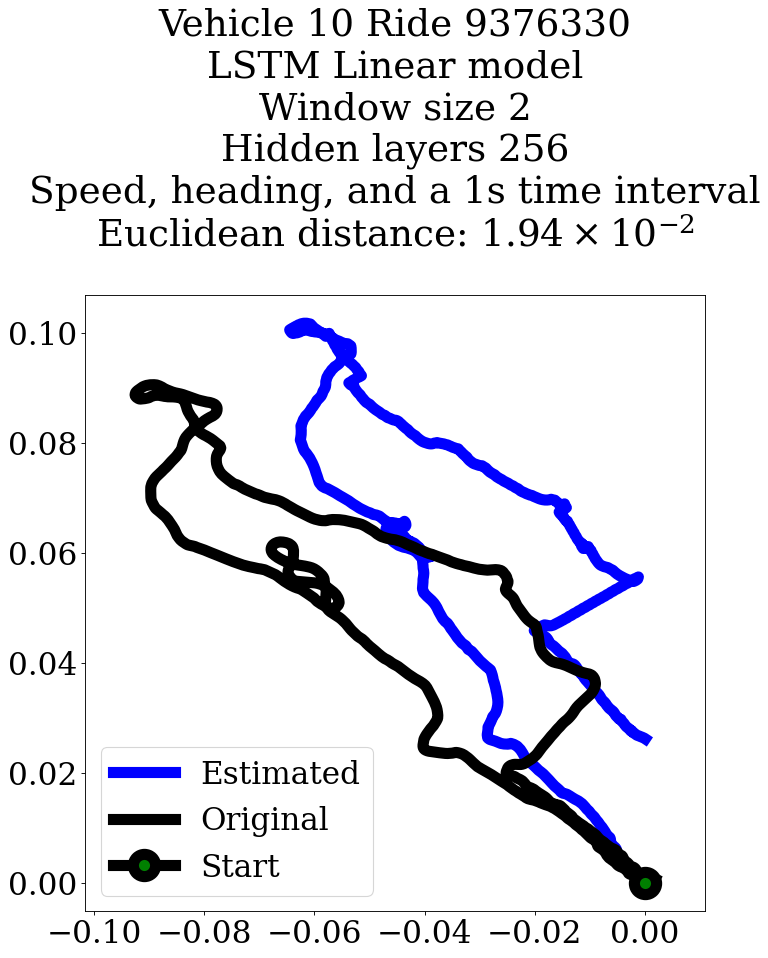 Vehicle 10 Ride 9376330
LSTM Linear model
Window size 2
Hidden layers 256
Speed, heading, and a 1s time interval
Euclidean distance: 1.94 × 10⁻²
0.10
0.08
0.06
0.04
0.02
0.00
Estimated
Original
Start
−0.10 −0.08 −0.06 −0.04 −0.02 0.00